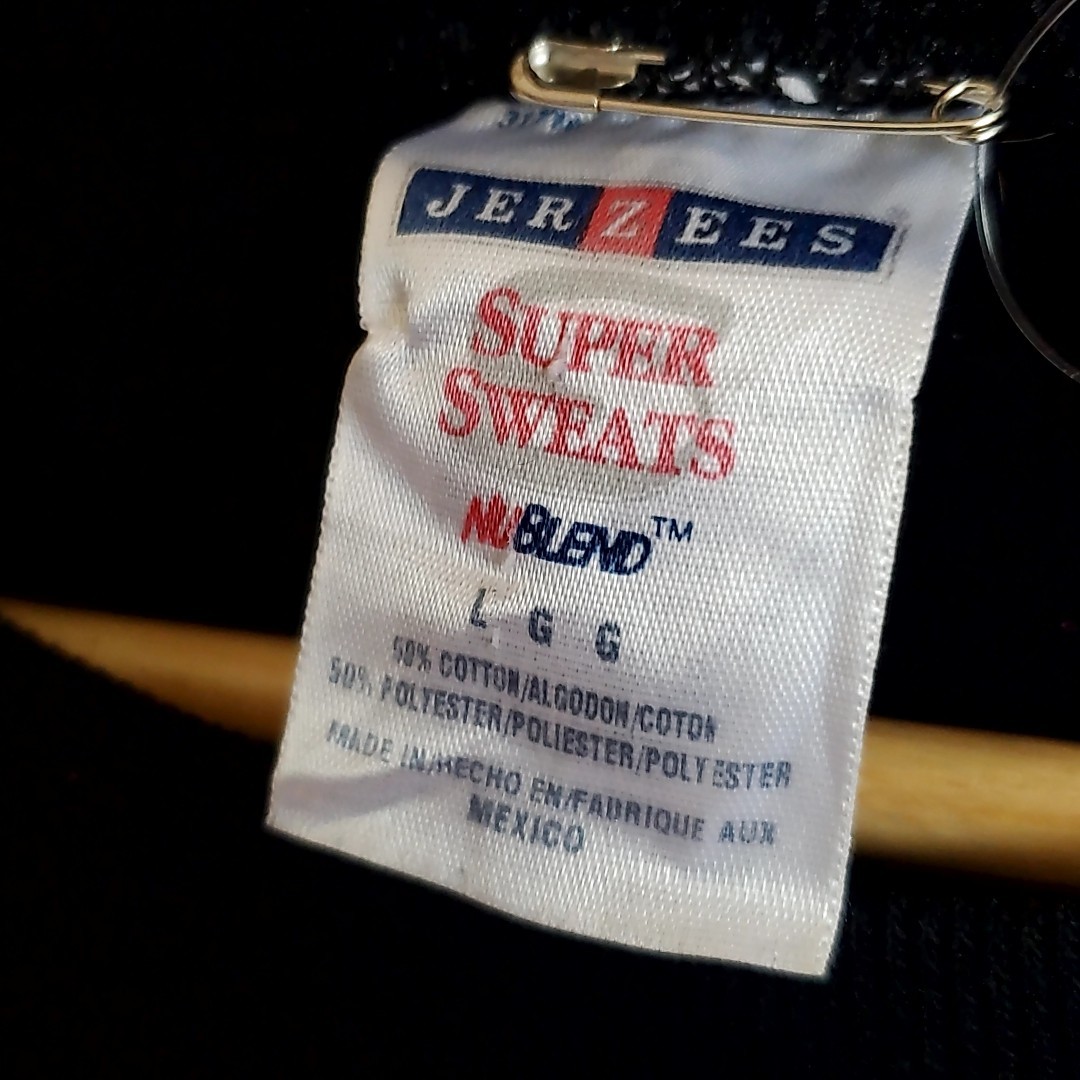 JERZEES
SUPER
SWEATS
NUBLEND™
L G G
50% COTTON/ALGODON/COTON
50% POLYESTER/POLIESTER/POLYESTER
MADE IN/HECHO EN/FABRIQUE AUX
MEXICO